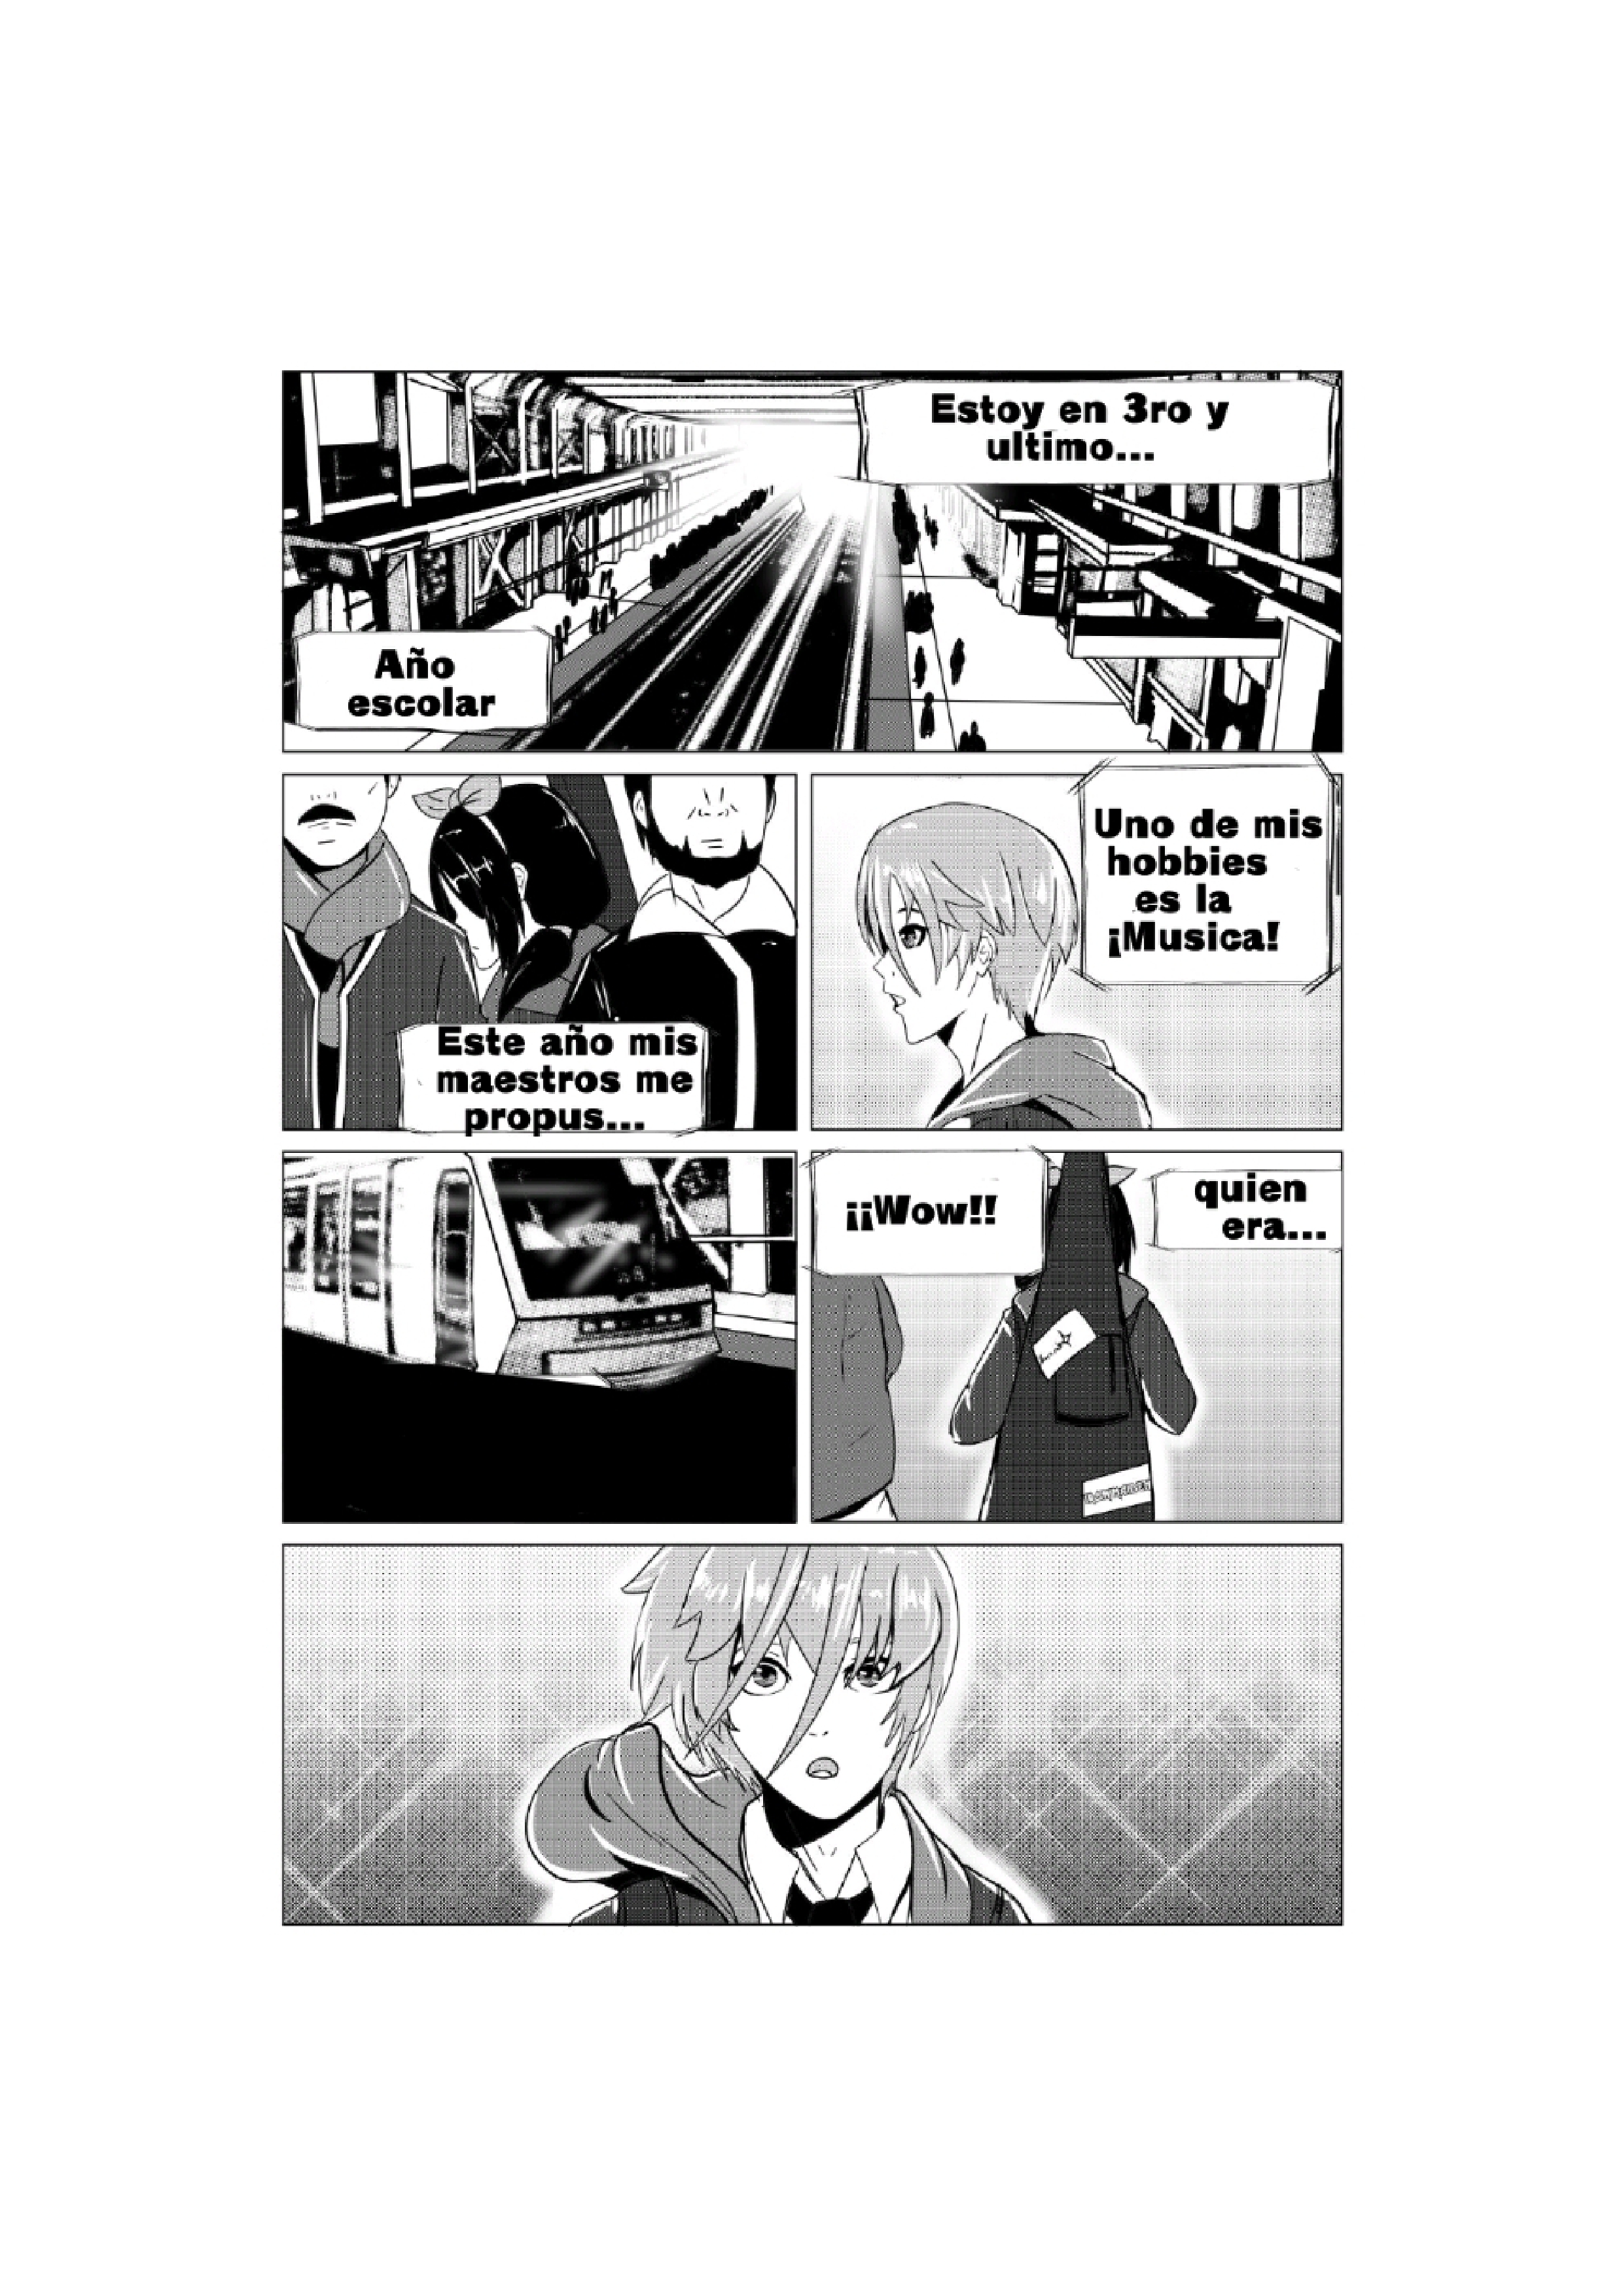 Estoy en 3ro y
ultimo...
Año
escolar
Uno de mis
hobbies
es la
¡Musica!
Este año mis
maestros me
propus...
quien
era...
¡¡Wow!!